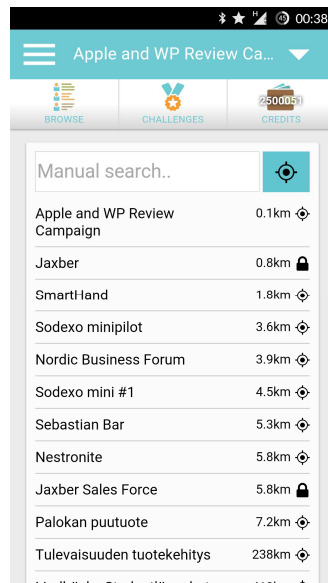 H 45 00:38
Apple and WP Review Ca...
2500051
BROWSE CHALLENGES CREDITS
Manual search..
Apple and WP Review 0.1km
Campaign
Jaxber 0.8km
SmartHand 1.8km
Sodexo minipilot 3.6km
Nordic Business Forum 3.9km
Sodexo mini #1 4.5km
Sebastian Bar 5.3km
Nestronite 5.8km
Jaxber Sales Force 5.8km
Palokan puutuote 7.2km
Tulevaisuuden tuotekehitys 238km